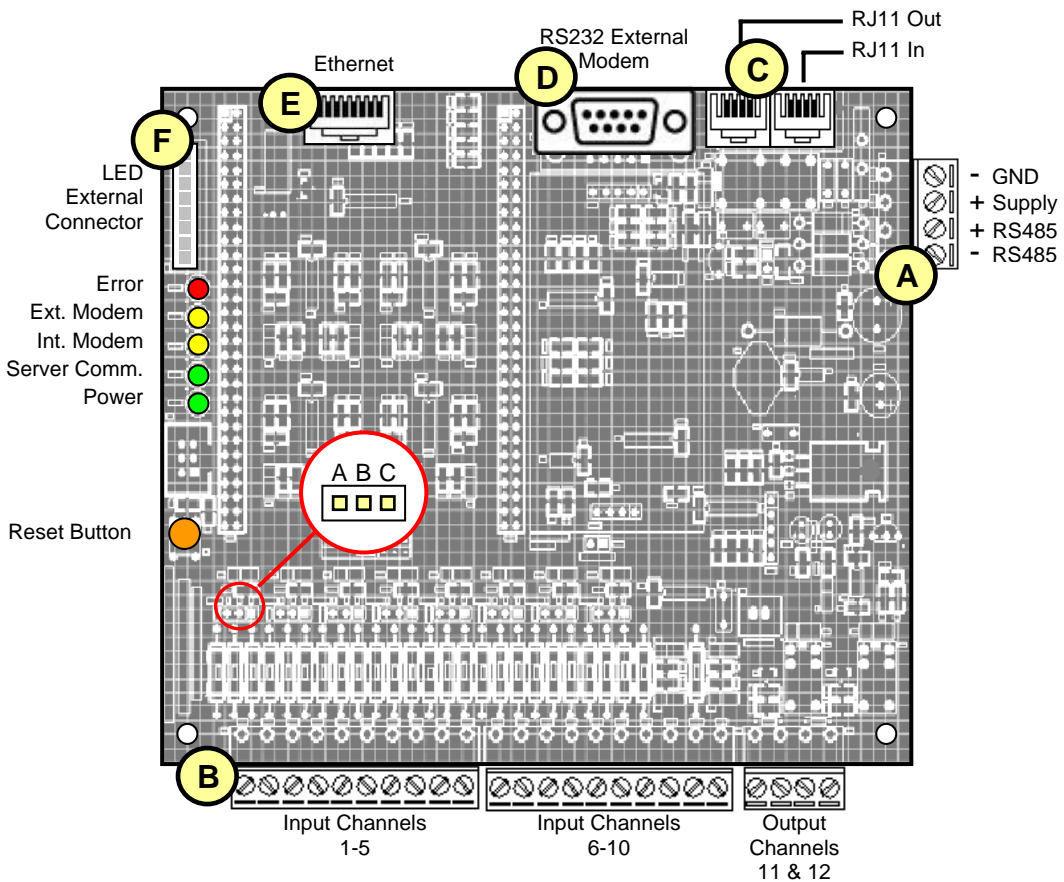 RJ11 Out
RJ11 In
RS232 External
Modem
Ethernet
C
D
E
F
LED
External
Connector
- GND
+ Supply
+ RS485
- RS485
A
Error
Ext. Modem
Int. Modem
Server Comm.
Power
A B C
Reset Button
B
Input Channels
1-5
Input Channels
6-10
Output
Channels
11 & 12